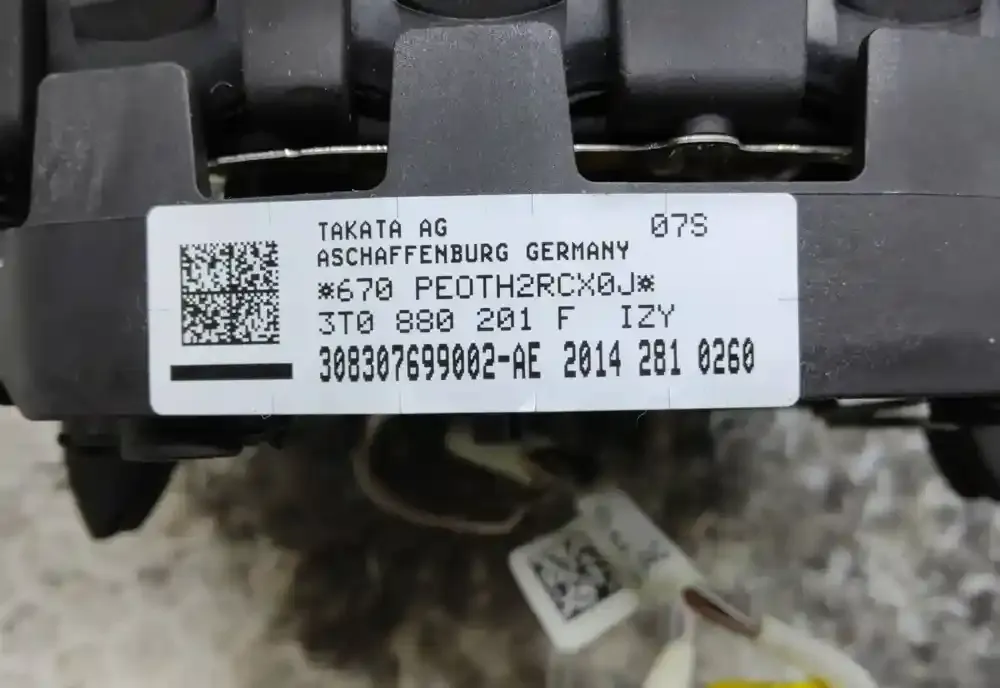 TAKATA AG 07S
ASCHAFFENBURG GERMANY
*670 PEOTH2RCX0J*
3T0 880 201 F IZY
308307699002-AE 2014 281 0260